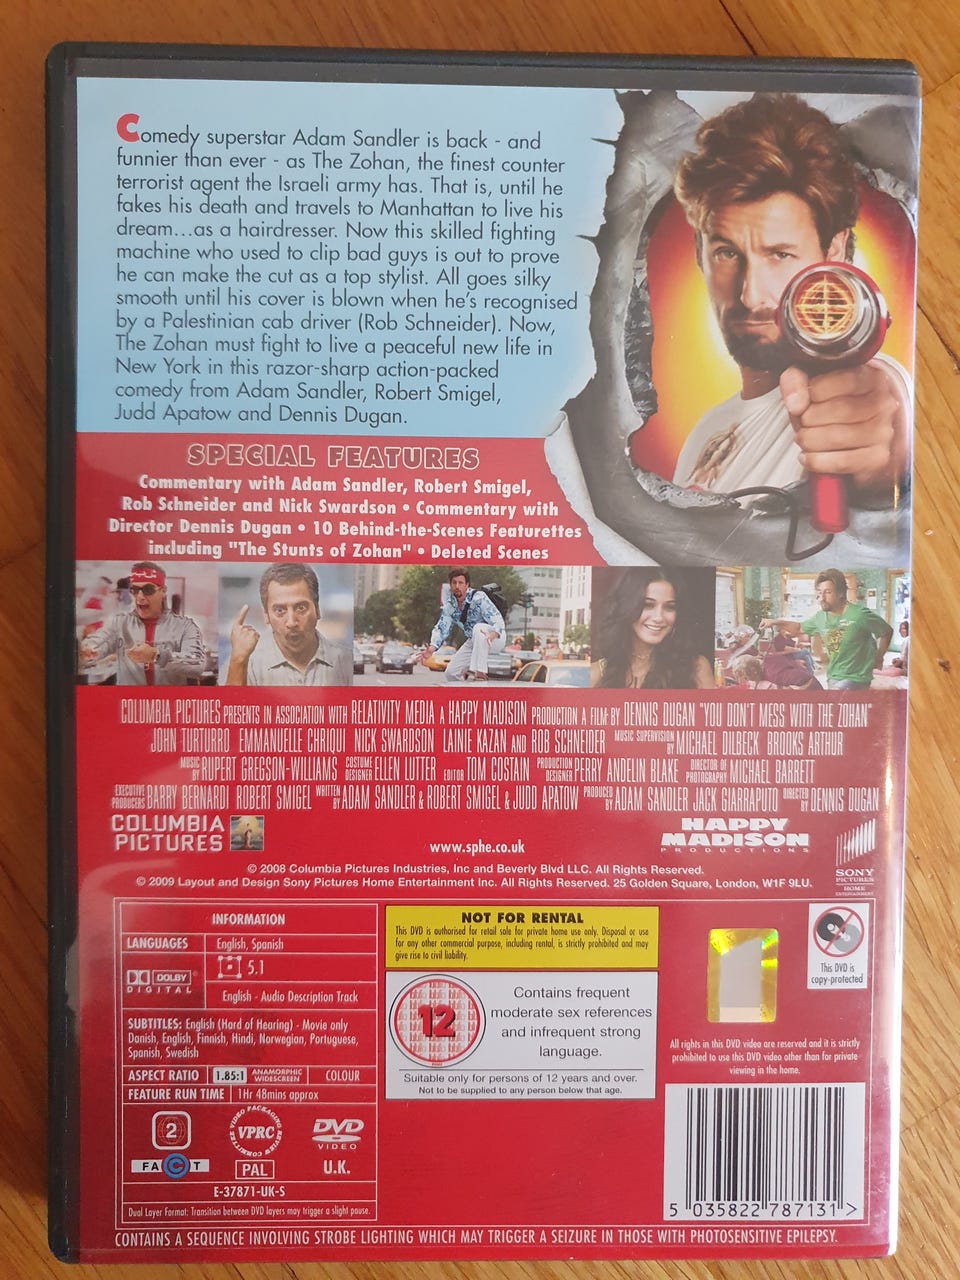 Comedy superstar Adam Sandler is back - and
funnier than ever - as The Zohan, the finest counter
terrorist agent the Israeli army has. That is, until he
fakes his death and travels to Manhattan to live his
dream...as a hairdresser. Now this skilled fighting
machine who used to clip bad guys is out to prove
he can make the cut as a top stylist. All goes silky
smooth until his cover is blown when he's recognised
by a Palestinian cab driver (Rob Schneider). Now,
The Zohan must fight to live a peaceful new life in
New York in this razor-sharp action-packed
comedy from Adam Sandler, Robert Smigel,
Judd Apatow and Dennis Dugan.
SPECIAL FEATURES
Commentary with Adam Sandler, Robert Smigel,
Rob Schneider and Nick Swardson • Commentary with
Director Dennis Dugan • 10 Behind-the-Scenes Featurettes
including "The Stunts of Zohan" • Deleted Scenes
COLUMBIA PICTURES PRESENTS IN ASSOCIATION WITH RELATIVITY MEDIA A HAPPY MADISON PRODUCTION A FILM BY DENNIS DUGAN "YOU DON'T MESS WITH THE ZOHAN"
JOHN TURTURRO EMMANUELLE CHRIQUI NICK SWARDSON LAINIE KAZAN AND ROB SCHNEIDER MUSIC SUPERVISION BY MICHAEL DILBECK BROOKS ARTHUR
MUSIC BY RUPERT GREGSON-WILLIAMS COSTUME DESIGNER ELLEN LUTTER EDITOR TOM COSTAIN PRODUCTION DESIGNER PERRY ANDELIN BLAKE DIRECTOR OF PHOTOGRAPHY MICHAEL BARRETT
EXECUTIVE PRODUCERS BARRY BERNARDI ROBERT SMIGEL WRITTEN BY ADAM SANDLER & ROBERT SMIGEL & JUDD APATOW PRODUCED BY ADAM SANDLER JACK GIARRAPUTO DIRECTED BY DENNIS DUGAN
COLUMBIA
PICTURES
www.sphe.co.uk
HAPPY
MADISON
PRODUCTIONS
SONY
PICTURES
HOME
ENTERTAINMENT
© 2008 Columbia Pictures Industries, Inc and Beverly Blvd LLC. All Rights Reserved.
© 2009 Layout and Design Sony Pictures Home Entertainment Inc. All Rights Reserved. 25 Golden Square, London, W1F 9LU.
INFORMATION
LANGUAGES English, Spanish
DOLBY
DIGITAL
5.1
English - Audio Description Track
SUBTITLES: English (Hard of Hearing) - Movie only
Danish, English, Finnish, Hindi, Norwegian, Portuguese,
Spanish, Swedish
ASPECT RATIO 1.85:1 ANAMORPHIC WIDESCREEN COLOUR
FEATURE RUN TIME 1Hr 48mins approx
2
VIDEO PACKAGING REVIEW COMMITTEE
VPRC
DVD
VIDEO
FACT
PAL
U.K.
E-37871-UK-S
Dual Layer Format: Transition between DVD layers may trigger a slight pause.
NOT FOR RENTAL
This DVD is authorised for retail sale for private home use only. Disposal or use
for any other commercial purpose, including rental, is strictly prohibited and may
give rise to civil liability.
12
Contains frequent
moderate sex references
and infrequent strong
language.
Suitable only for persons of 12 years and over.
Not to be supplied to any person below that age.
This DVD is
copy-protected
All rights in this DVD video are reserved and it is strictly
prohibited to use this DVD video other than for private
viewing in the home.
5 035822 787131 >
CONTAINS A SEQUENCE INVOLVING STROBE LIGHTING WHICH MAY TRIGGER A SEIZURE IN THOSE WITH PHOTOSENSITIVE EPILEPSY.